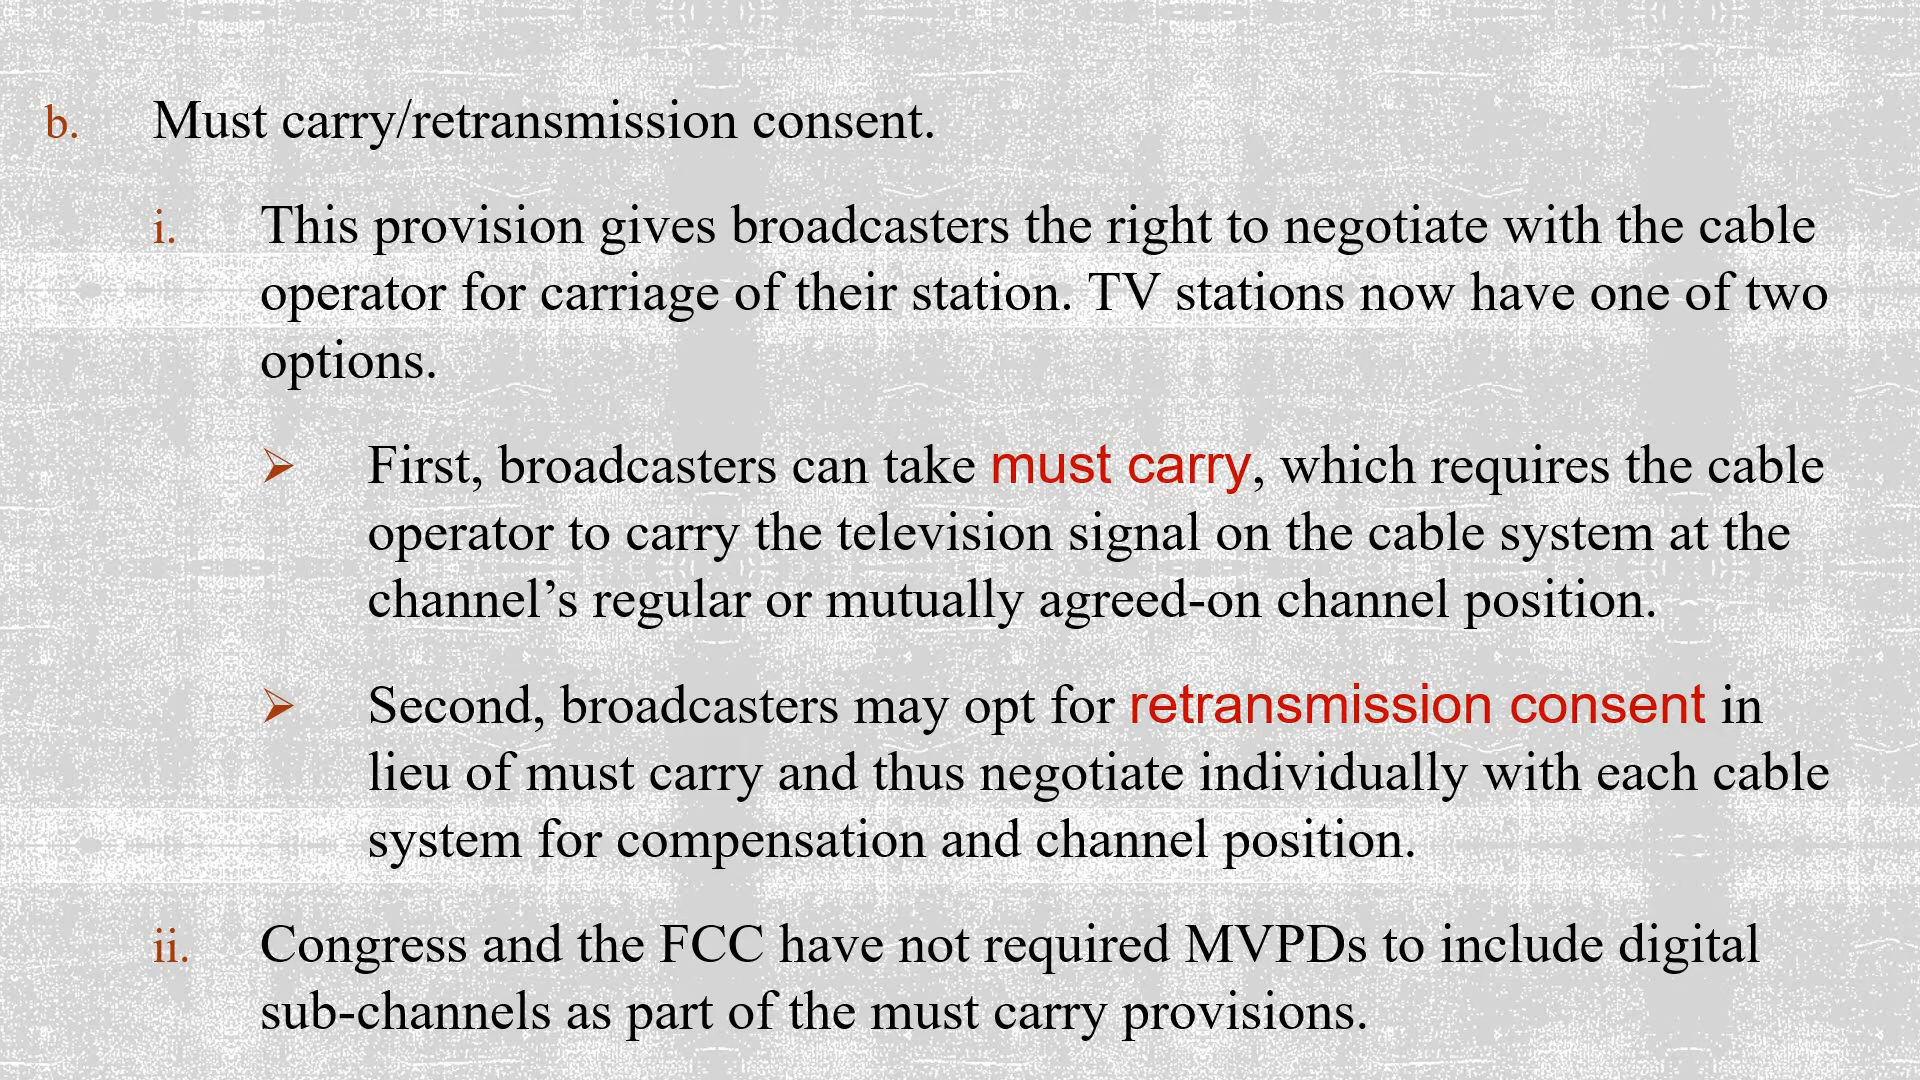 b. Must carry/retransmission consent.
i. This provision gives broadcasters the right to negotiate with the cable
operator for carriage of their station. TV stations now have one of two
options.
➢ First, broadcasters can take must carry, which requires the cable
operator to carry the television signal on the cable system at the
channel’s regular or mutually agreed-on channel position.
➢ Second, broadcasters may opt for retransmission consent in
lieu of must carry and thus negotiate individually with each cable
system for compensation and channel position.
ii. Congress and the FCC have not required MVPDs to include digital
sub-channels as part of the must carry provisions.